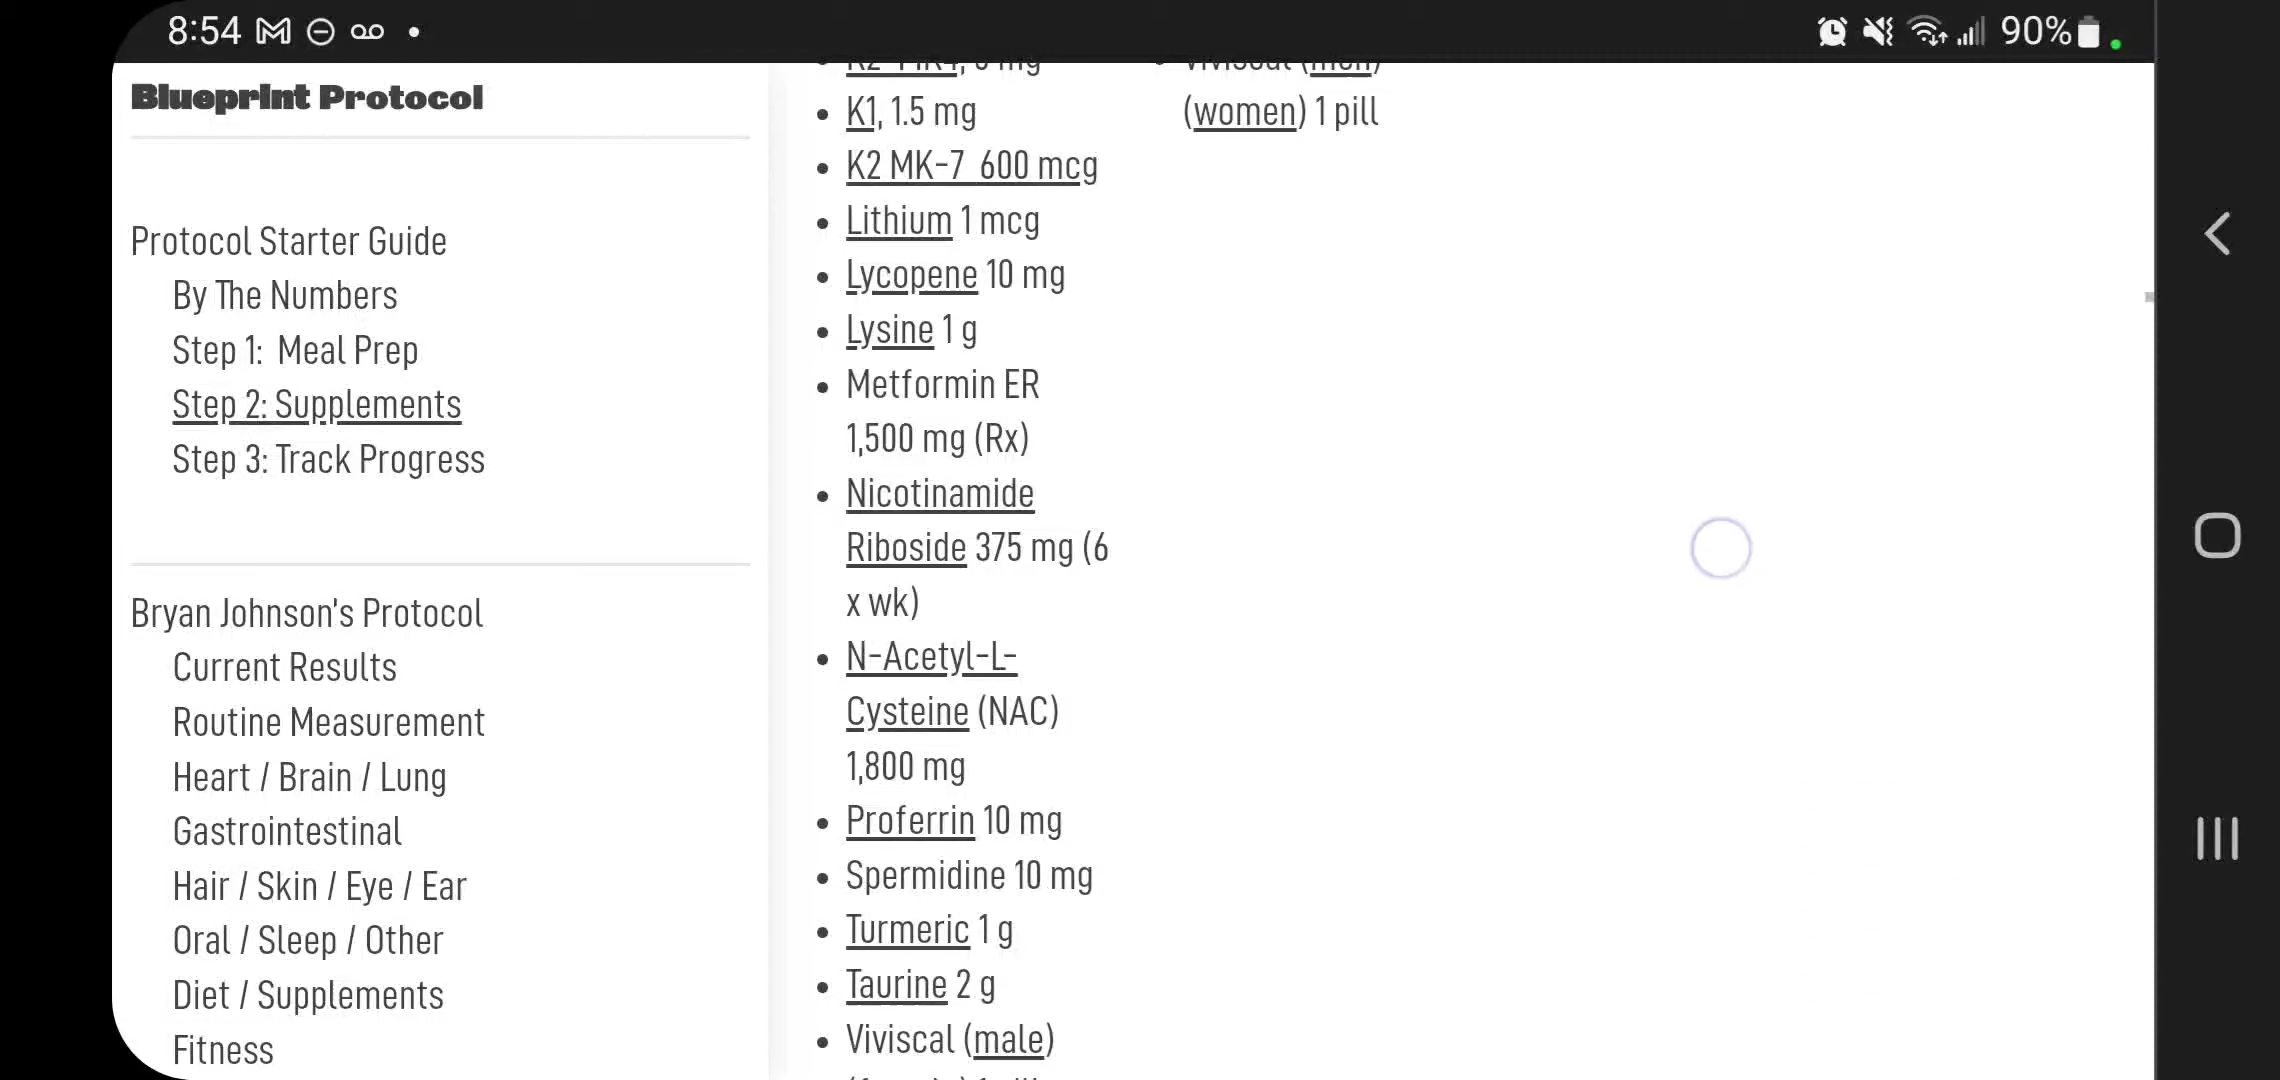 8:54
90%
Blueprint Protocol
Protocol Starter Guide
By The Numbers
Step 1: Meal Prep
Step 2: Supplements
Step 3: Track Progress
Bryan Johnson's Protocol
Current Results
Routine Measurement
Heart / Brain / Lung
Gastrointestinal
Hair / Skin / Eye / Ear
Oral / Sleep / Other
Diet / Supplements
Fitness
K1, 1.5 mg
K2 MK-7 600 mcg
Lithium 1 mcg
Lycopene 10 mg
Lysine 1 g
Metformin ER
1,500 mg (Rx)
Nicotinamide
Riboside 375 mg (6
x wk)
N-Acetyl-L-
Cysteine (NAC)
1,800 mg
Proferrin 10 mg
Spermidine 10 mg
Turmeric 1 g
Taurine 2 g
Viviscal (male)
Viviscal (men)
(women) 1 pill